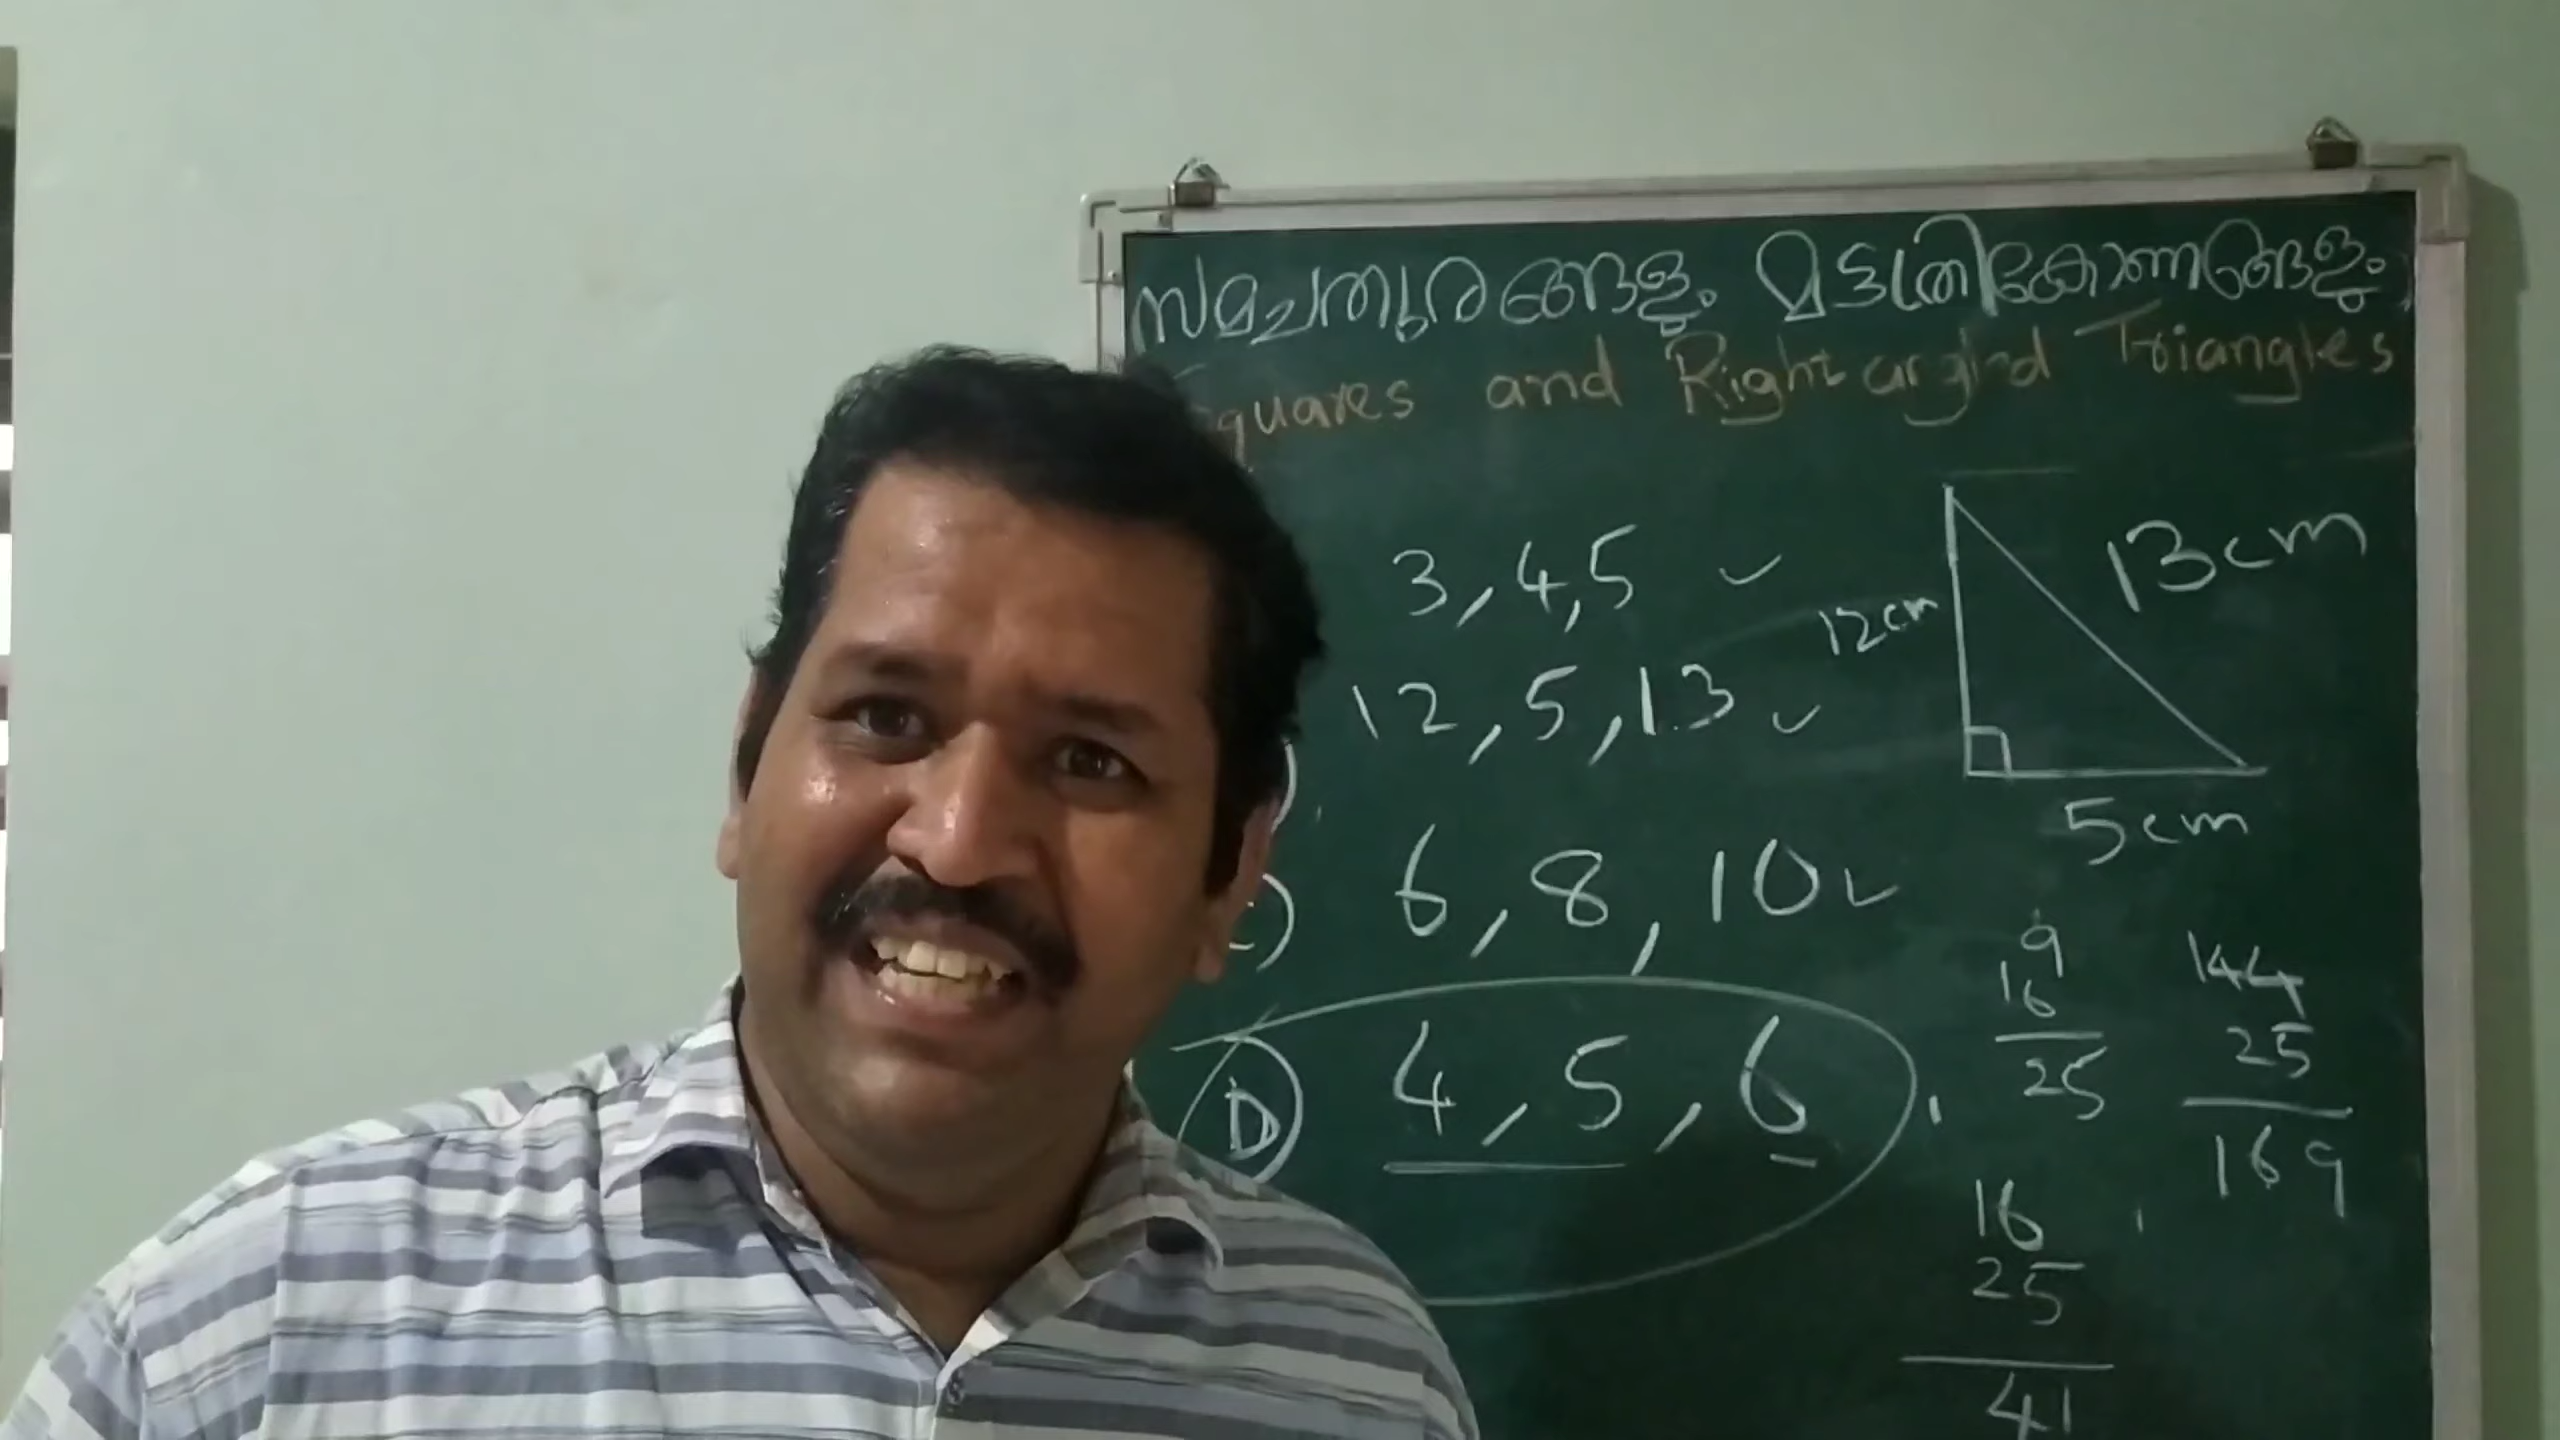 സമചതുരങ്ങളും മട്ടത്രികോണങ്ങളും
Squares and Right angled Triangles
3, 4, 5 ✓
12, 5, 13 ✓
6, 8, 10 ✓
D 4, 5, 6
12cm
13cm
5cm
9
16
25
144
25
169
16
25
41